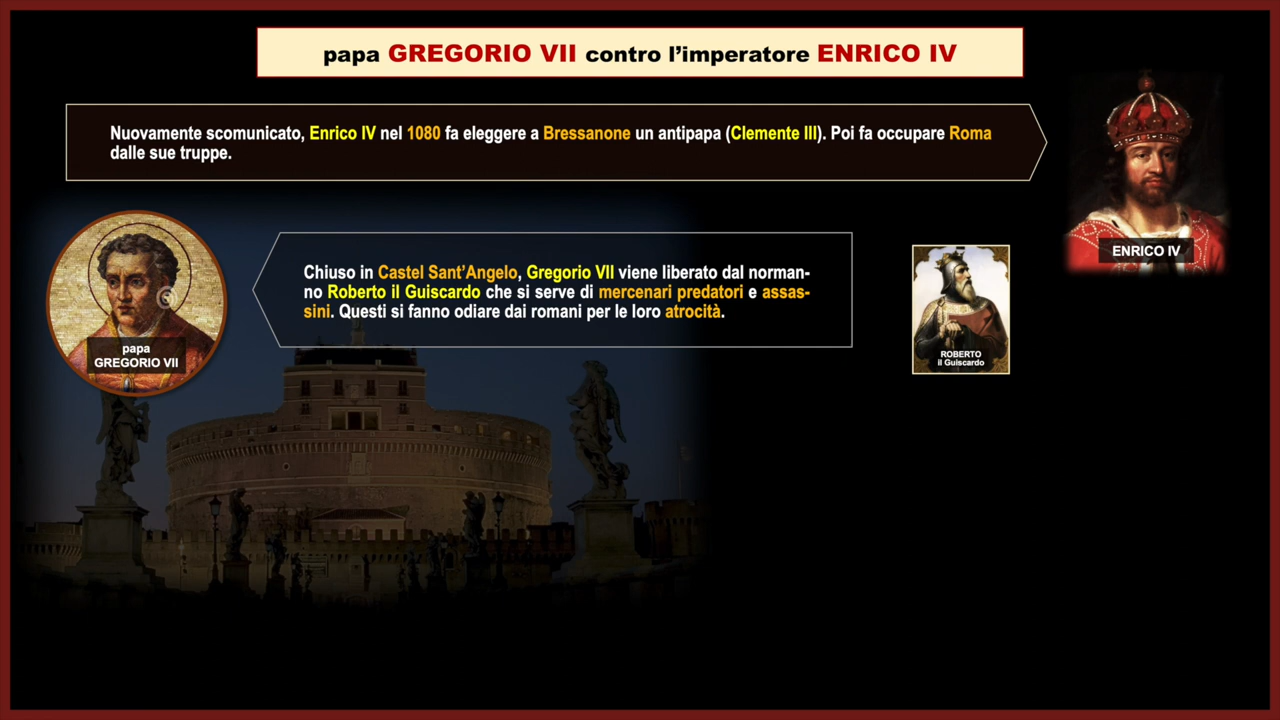 papa GREGORIO VII contro l'imperatore ENRICO IV
Nuovamente scomunicato, Enrico IV nel 1080 fa eleggere a Bressanone un antipapa (Clemente III). Poi fa occupare Roma
dalle sue truppe.
ENRICO IV
Chiuso in Castel Sant'Angelo, Gregorio VII viene liberato dal norman-
no Roberto il Guiscardo che si serve di mercenari predatori e assas-
sini. Questi si fanno odiare dai romani per le loro atrocità.
papa
GREGORIO VII
ROBERTO
il Guiscardo